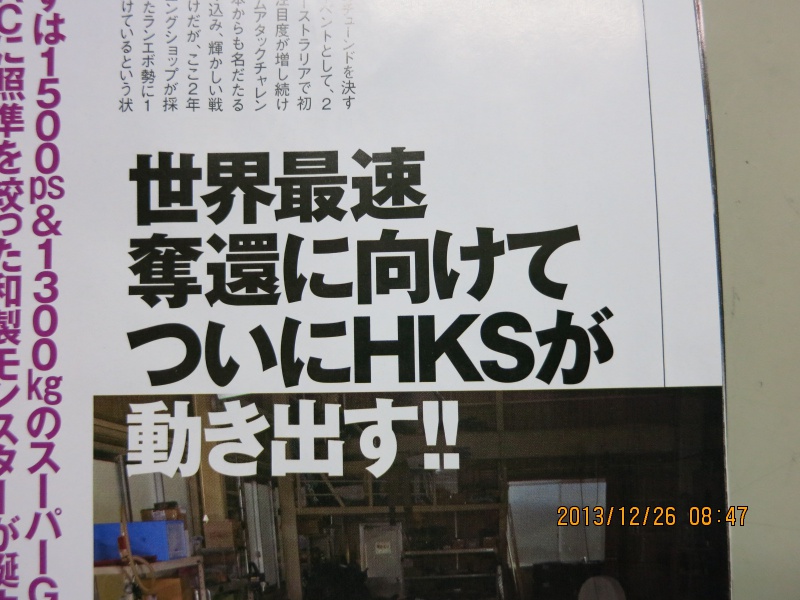 チューンドを決す
ベントとして、2
ーストラリアで初
注目度が増し続け
ムアタックチャレン
本からも名だたる
込み、輝かしい戦
けだが、ここ2年
ニングショップが採
たランエボ勢に1
けているという状
世界最速
奪還に向けて
ついにHKSが
動き出す!!
ずは1500ps&1300kgのスーパーG
Cに照準を絞った和製モンスターが誕
2013/12/26 08:47